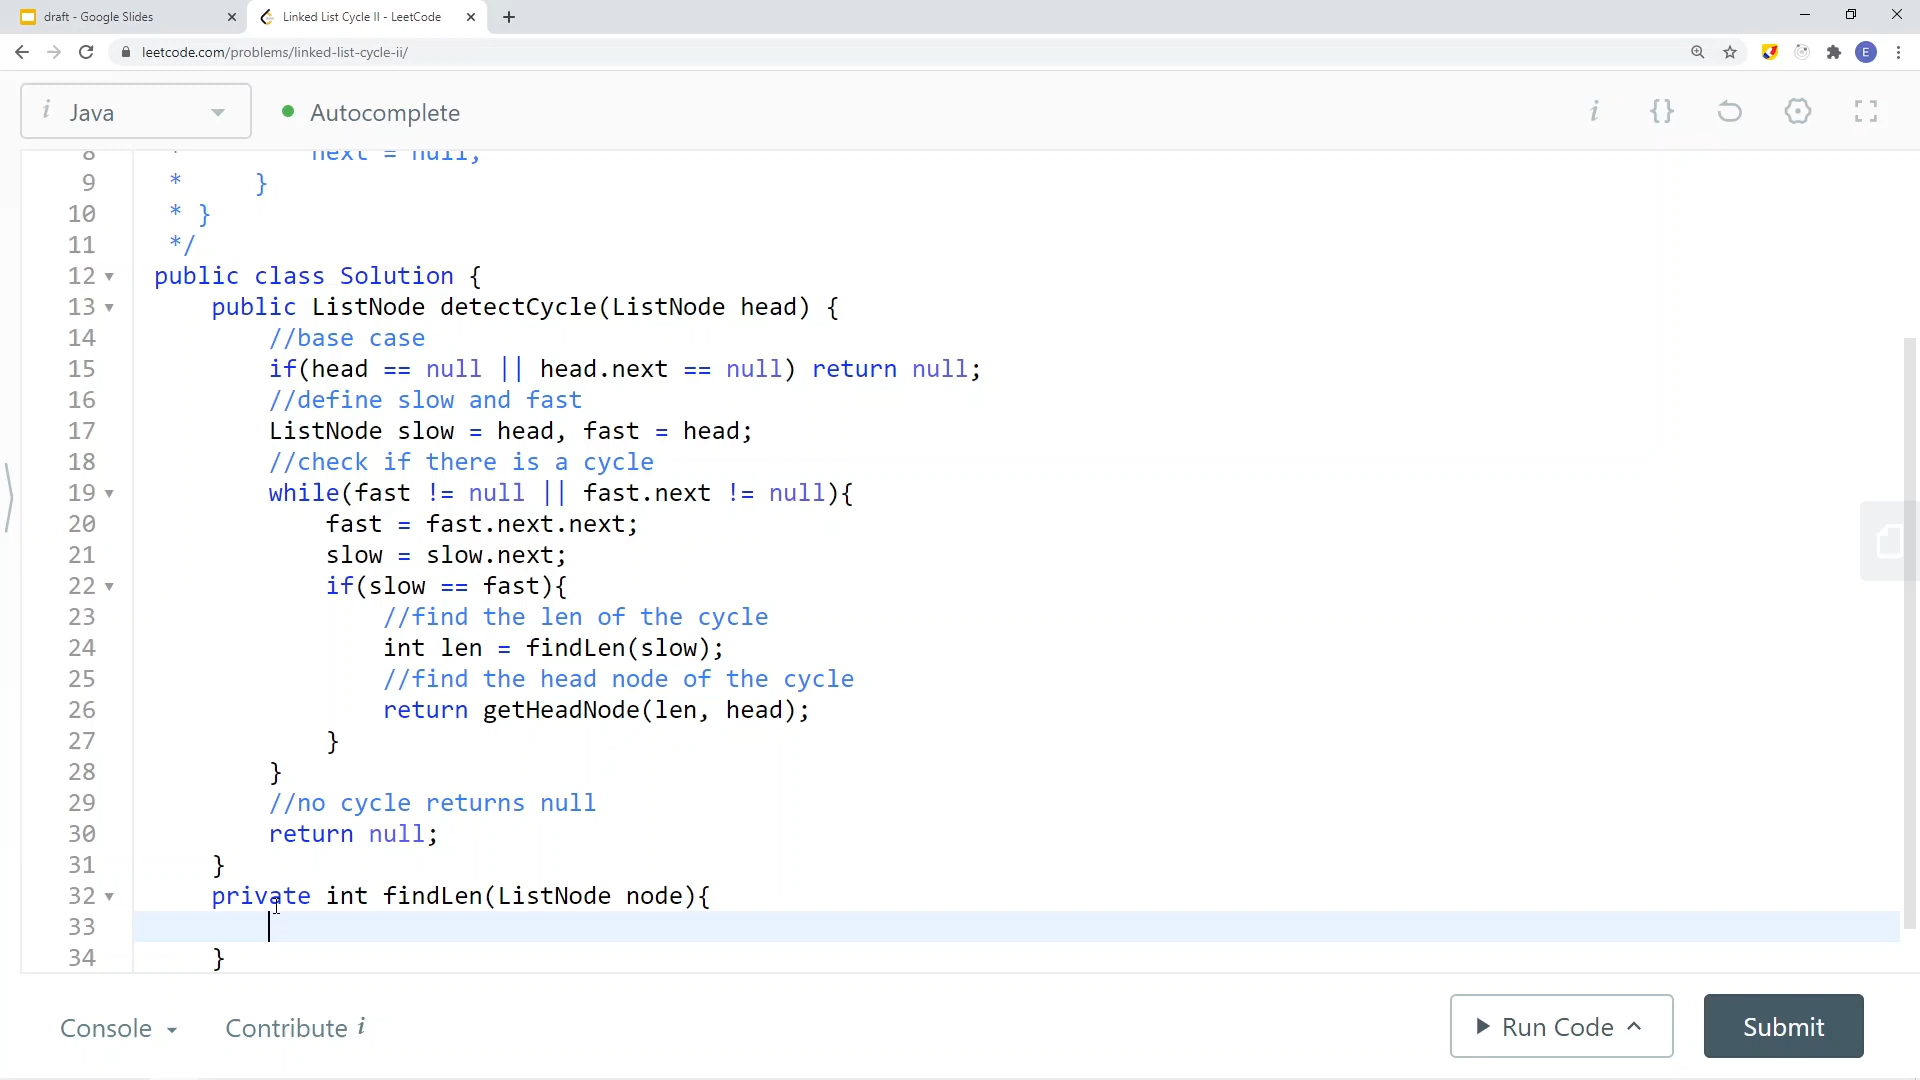 draft - Google Slides
Linked List Cycle II - LeetCode
leetcode.com/problems/linked-list-cycle-ii/
E
i Java
Autocomplete
i {}
8 * next = null;
9 * }
10 * }
11 */
12 public class Solution {
13 public ListNode detectCycle(ListNode head) {
14 //base case
15 if(head == null || head.next == null) return null;
16 //define slow and fast
17 ListNode slow = head, fast = head;
18 //check if there is a cycle
19 while(fast != null || fast.next != null){
20 fast = fast.next.next;
21 slow = slow.next;
22 if(slow == fast){
23 //find the len of the cycle
24 int len = findLen(slow);
25 //find the head node of the cycle
26 return getHeadNode(len, head);
27 }
28 }
29 //no cycle returns null
30 return null;
31 }
32 private int findLen(ListNode node){
33
34 }
Console
Contribute i
Run Code
Submit